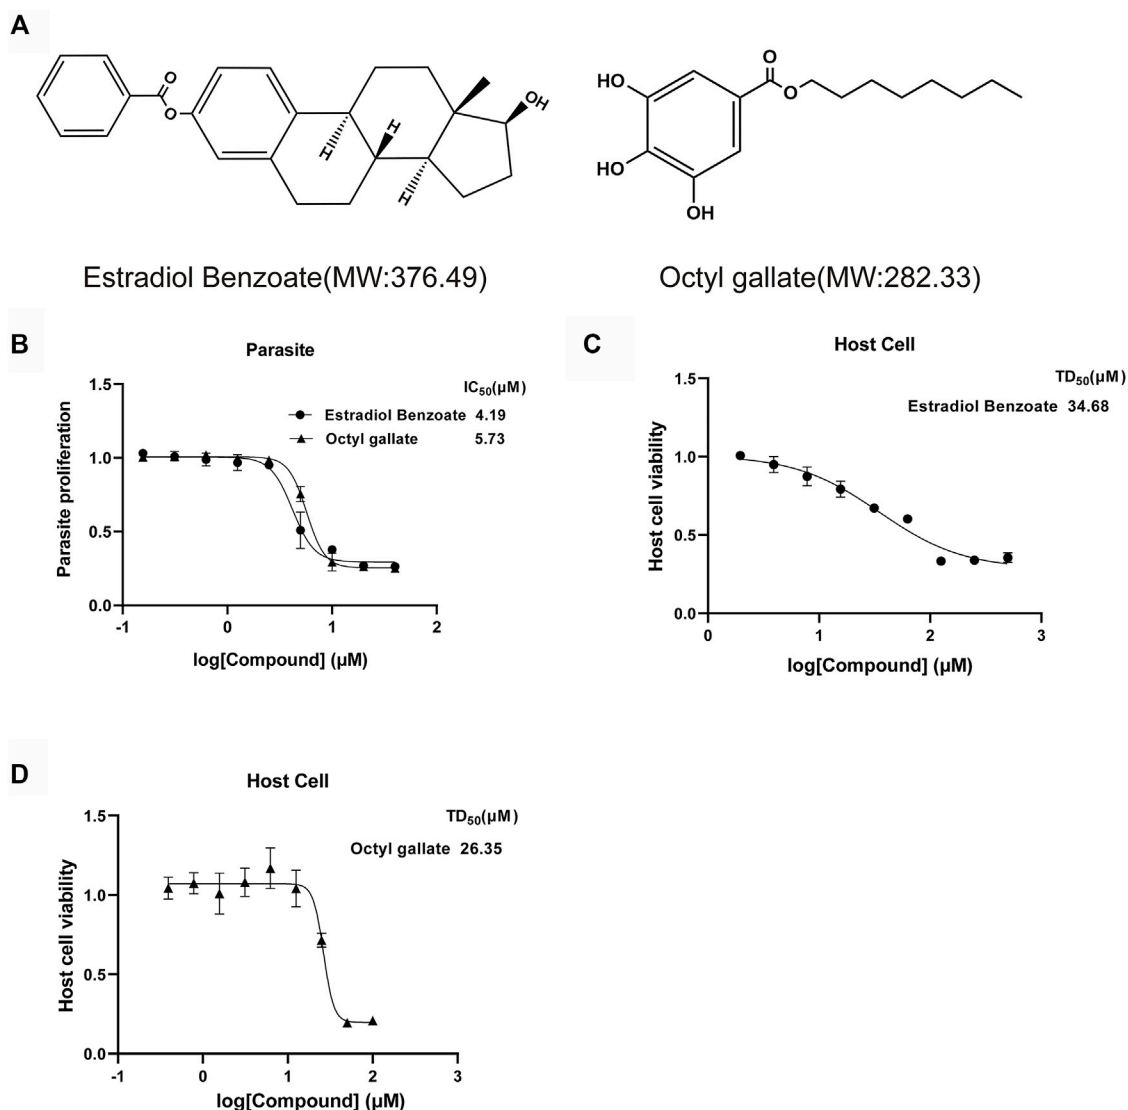 A
O
O
H
H
H
OH
HO
HO
OH
O
O
Estradiol Benzoate(MW:376.49)
Octyl gallate(MW:282.33)
B
Parasite
IC50(μM)
Estradiol Benzoate 4.19
Octyl gallate 5.73
Parasite proliferation
1.5
1.0
0.5
0.0
-1 0 1 2
log[Compound] (μM)
C
Host Cell
TD50(μM)
Estradiol Benzoate 34.68
Host cell viability
1.5
1.0
0.5
0.0
0 1 2 3
log[Compound] (μM)
D
Host Cell
TD50(μM)
Octyl gallate 26.35
Host cell viability
1.5
1.0
0.5
0.0
-1 0 1 2 3
log[Compound] (μM)